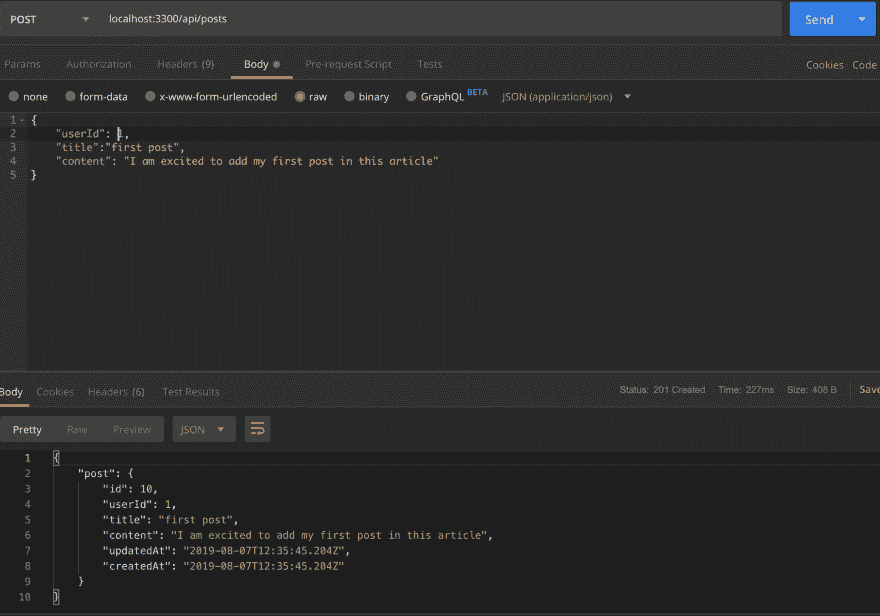 POST localhost:3300/api/posts Send
Params Authorization Headers (9) Body Pre-request Script Tests Cookies Code
none form-data x-www-form-urlencoded raw binary GraphQL BETA JSON (application/json)
1 {
2 "userId": 1,
3 "title":"first post",
4 "content": "I am excited to add my first post in this article"
5 }
Body Cookies Headers (6) Test Results Status: 201 Created Time: 227ms Size: 408 B Save
Pretty Raw Preview JSON
1 {
2 "post": {
3 "id": 10,
4 "userId": 1,
5 "title": "first post",
6 "content": "I am excited to add my first post in this article",
7 "updatedAt": "2019-08-07T12:35:45.204Z",
8 "createdAt": "2019-08-07T12:35:45.204Z"
9 }
10 }